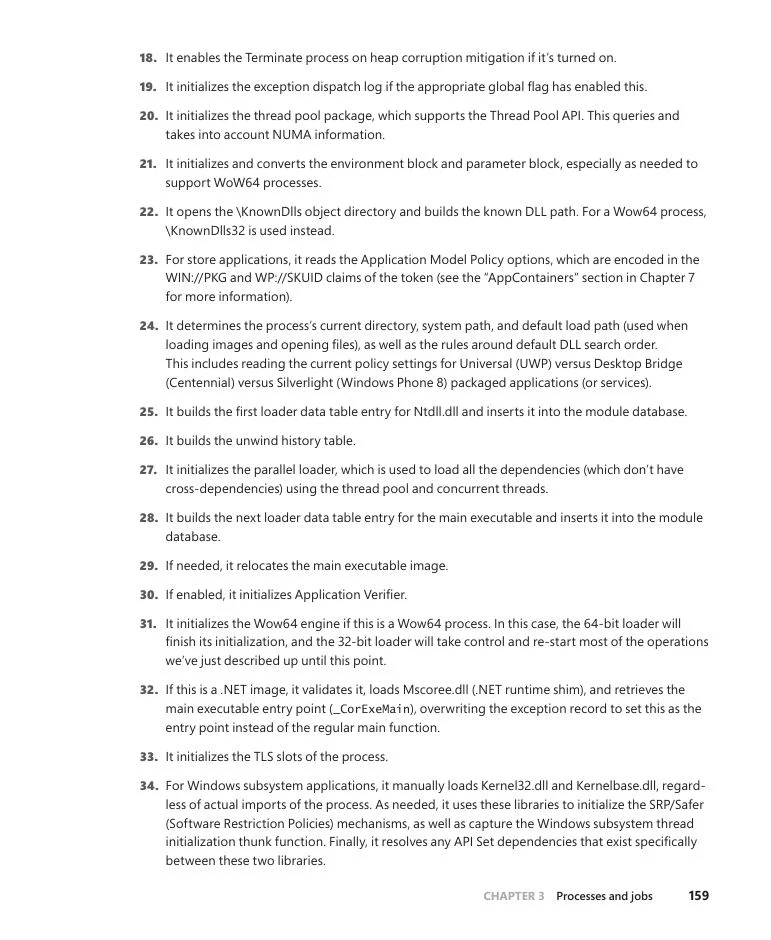 18. It enables the Terminate process on heap corruption mitigation if it’s turned on.
19. It initializes the exception dispatch log if the appropriate global flag has enabled this.
20. It initializes the thread pool package, which supports the Thread Pool API. This queries and
takes into account NUMA information.
21. It initializes and converts the environment block and parameter block, especially as needed to
support WoW64 processes.
22. It opens the \KnownDlls object directory and builds the known DLL path. For a Wow64 process,
\KnownDlls32 is used instead.
23. For store applications, it reads the Application Model Policy options, which are encoded in the
WIN://PKG and WP://SKUID claims of the token (see the “AppContainers” section in Chapter 7
for more information).
24. It determines the process’s current directory, system path, and default load path (used when
loading images and opening files), as well as the rules around default DLL search order.
This includes reading the current policy settings for Universal (UWP) versus Desktop Bridge
(Centennial) versus Silverlight (Windows Phone 8) packaged applications (or services).
25. It builds the first loader data table entry for Ntdll.dll and inserts it into the module database.
26. It builds the unwind history table.
27. It initializes the parallel loader, which is used to load all the dependencies (which don’t have
cross-dependencies) using the thread pool and concurrent threads.
28. It builds the next loader data table entry for the main executable and inserts it into the module
database.
29. If needed, it relocates the main executable image.
30. If enabled, it initializes Application Verifier.
31. It initializes the Wow64 engine if this is a Wow64 process. In this case, the 64-bit loader will
finish its initialization, and the 32-bit loader will take control and re-start most of the operations
we’ve just described up until this point.
32. If this is a .NET image, it validates it, loads Mscoree.dll (.NET runtime shim), and retrieves the
main executable entry point (_CorExeMain), overwriting the exception record to set this as the
entry point instead of the regular main function.
33. It initializes the TLS slots of the process.
34. For Windows subsystem applications, it manually loads Kernel32.dll and Kernelbase.dll, regard-
less of actual imports of the process. As needed, it uses these libraries to initialize the SRP/Safer
(Software Restriction Policies) mechanisms, as well as capture the Windows subsystem thread
initialization thunk function. Finally, it resolves any API Set dependencies that exist specifically
between these two libraries.
CHAPTER 3 Processes and jobs 159